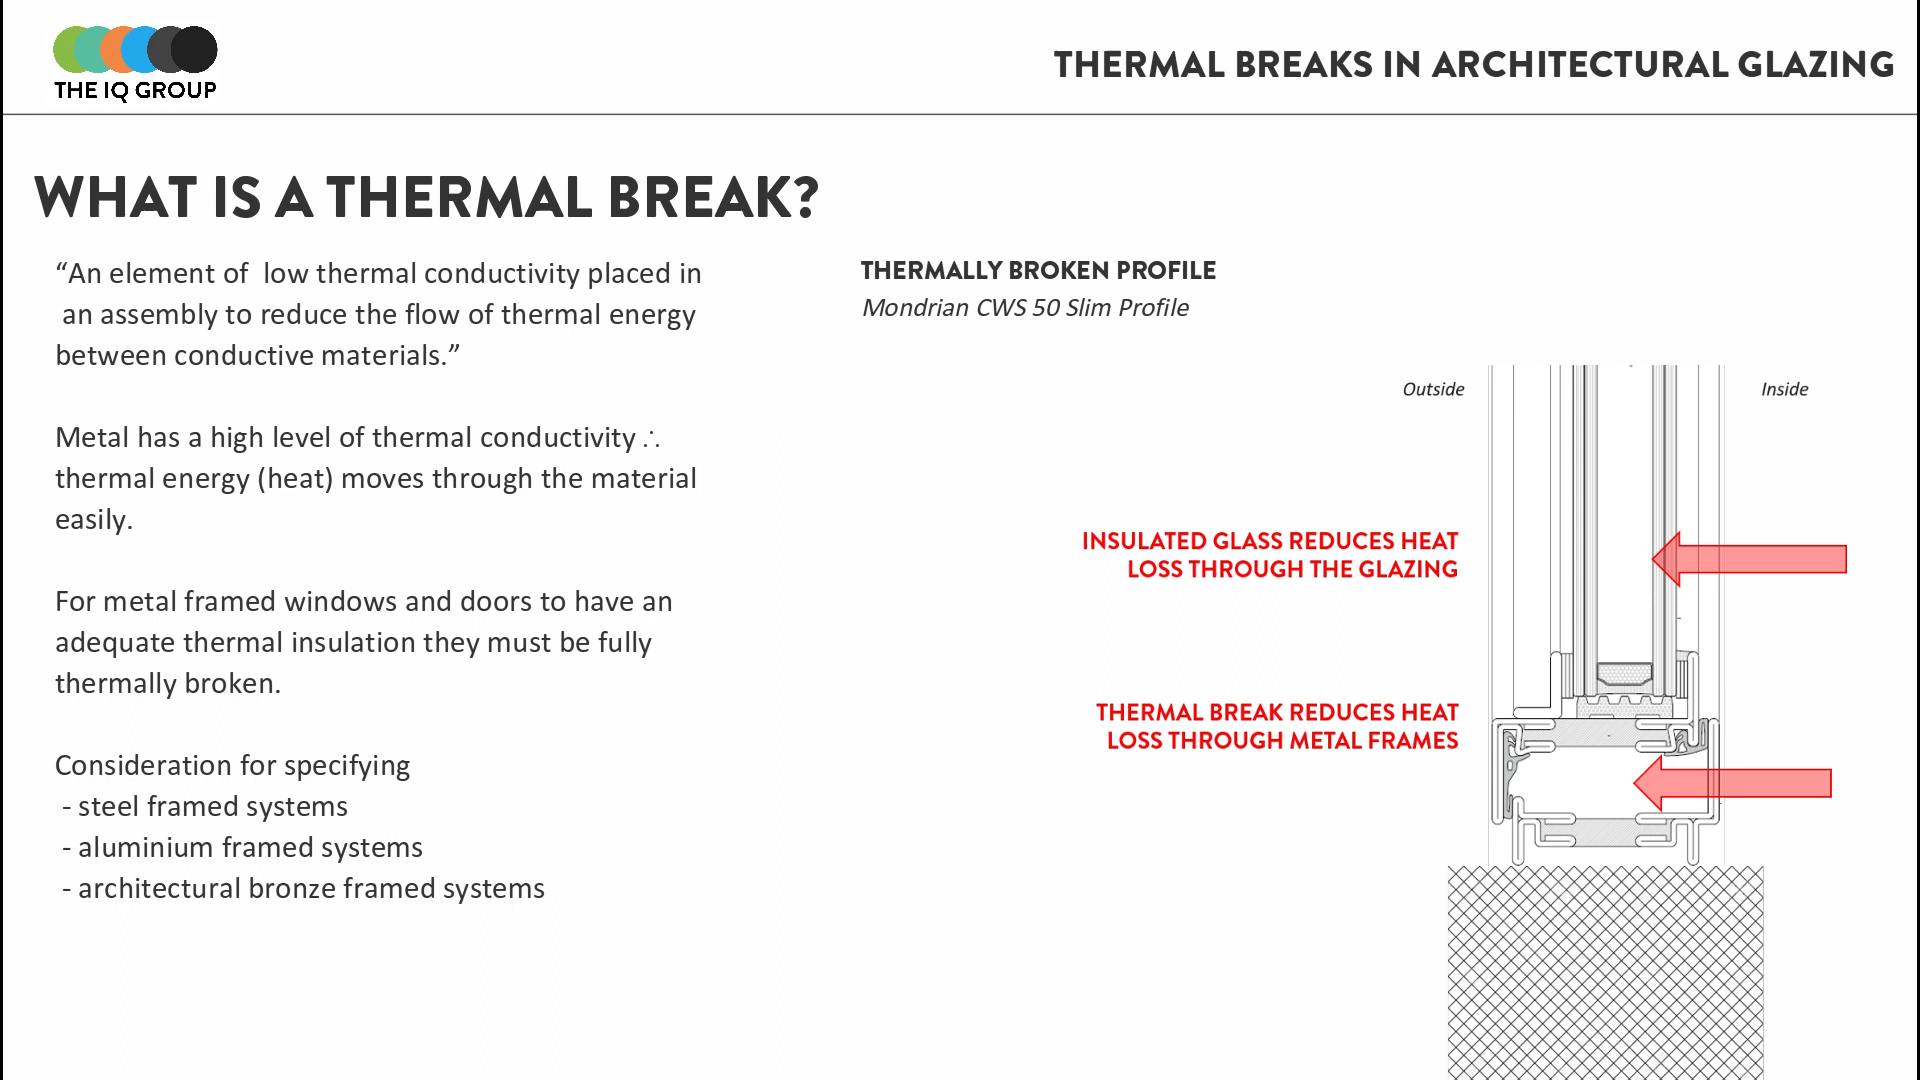 THE IQ GROUP
THERMAL BREAKS IN ARCHITECTURAL GLAZING
WHAT IS A THERMAL BREAK?
“An element of  low thermal conductivity placed in
an assembly to reduce the flow of thermal energy
between conductive materials.”
Metal has a high level of thermal conductivity ∴
thermal energy (heat) moves through the material
easily.
For metal framed windows and doors to have an
adequate thermal insulation they must be fully
thermally broken.
Consideration for specifying
- steel framed systems
- aluminium framed systems
- architectural bronze framed systems
THERMALLY BROKEN PROFILE
Mondrian CWS 50 Slim Profile
Outside
Inside
INSULATED GLASS REDUCES HEAT
LOSS THROUGH THE GLAZING
THERMAL BREAK REDUCES HEAT
LOSS THROUGH METAL FRAMES